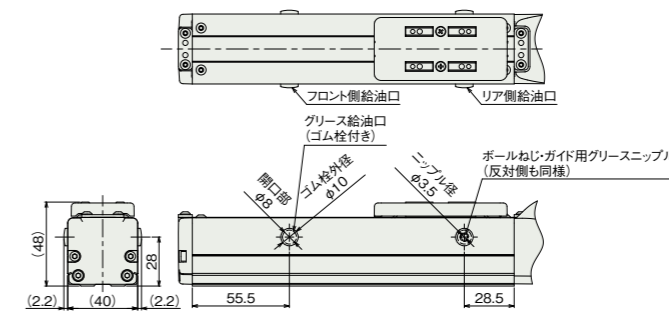 フロント側給油口
リア側給油口
グリース給油口
(ゴム栓付き)
開口部
φ8
ゴム栓外径
φ10
ニップル径
φ3.5
ボールねじ・ガイド用グリースニップル
(反対側も同様)
(48)
28
(2.2)
(40)
(2.2)
55.5
28.5